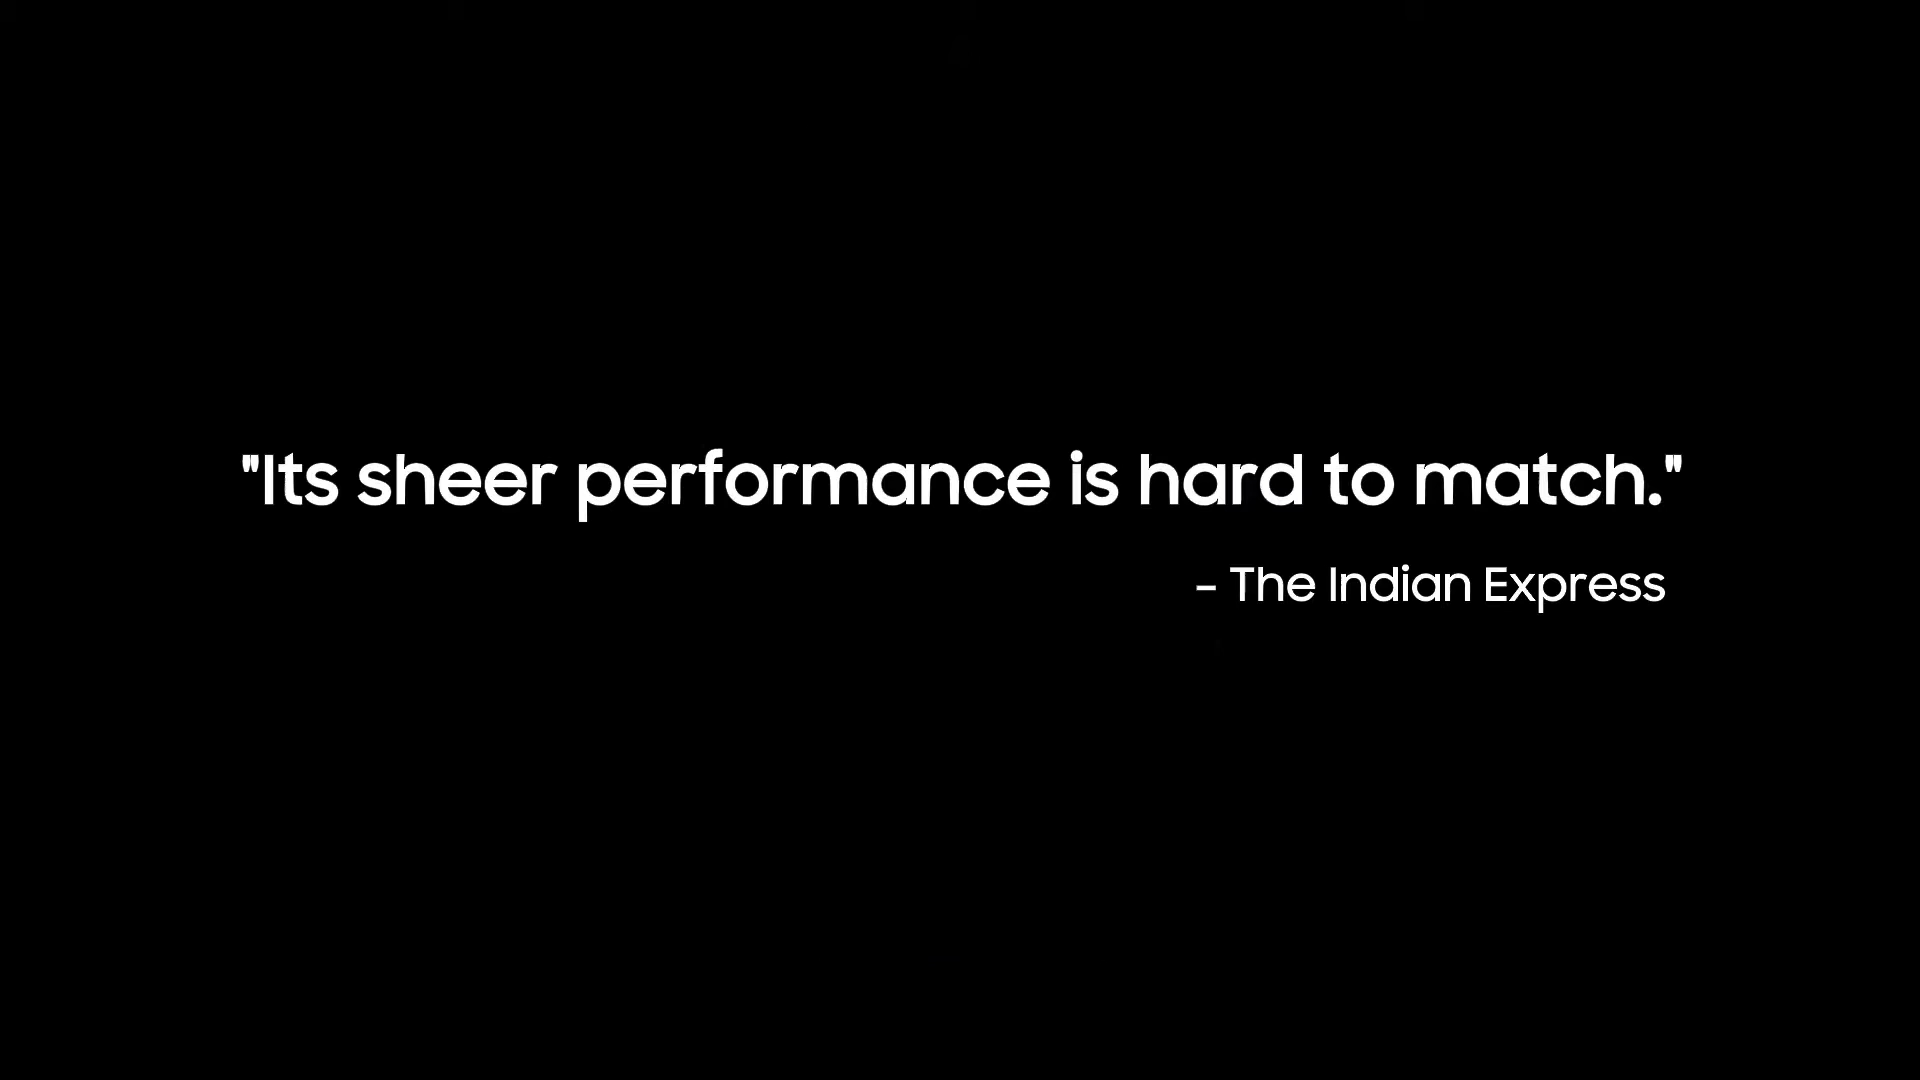 "Its sheer performance is hard to match."
– The Indian Express